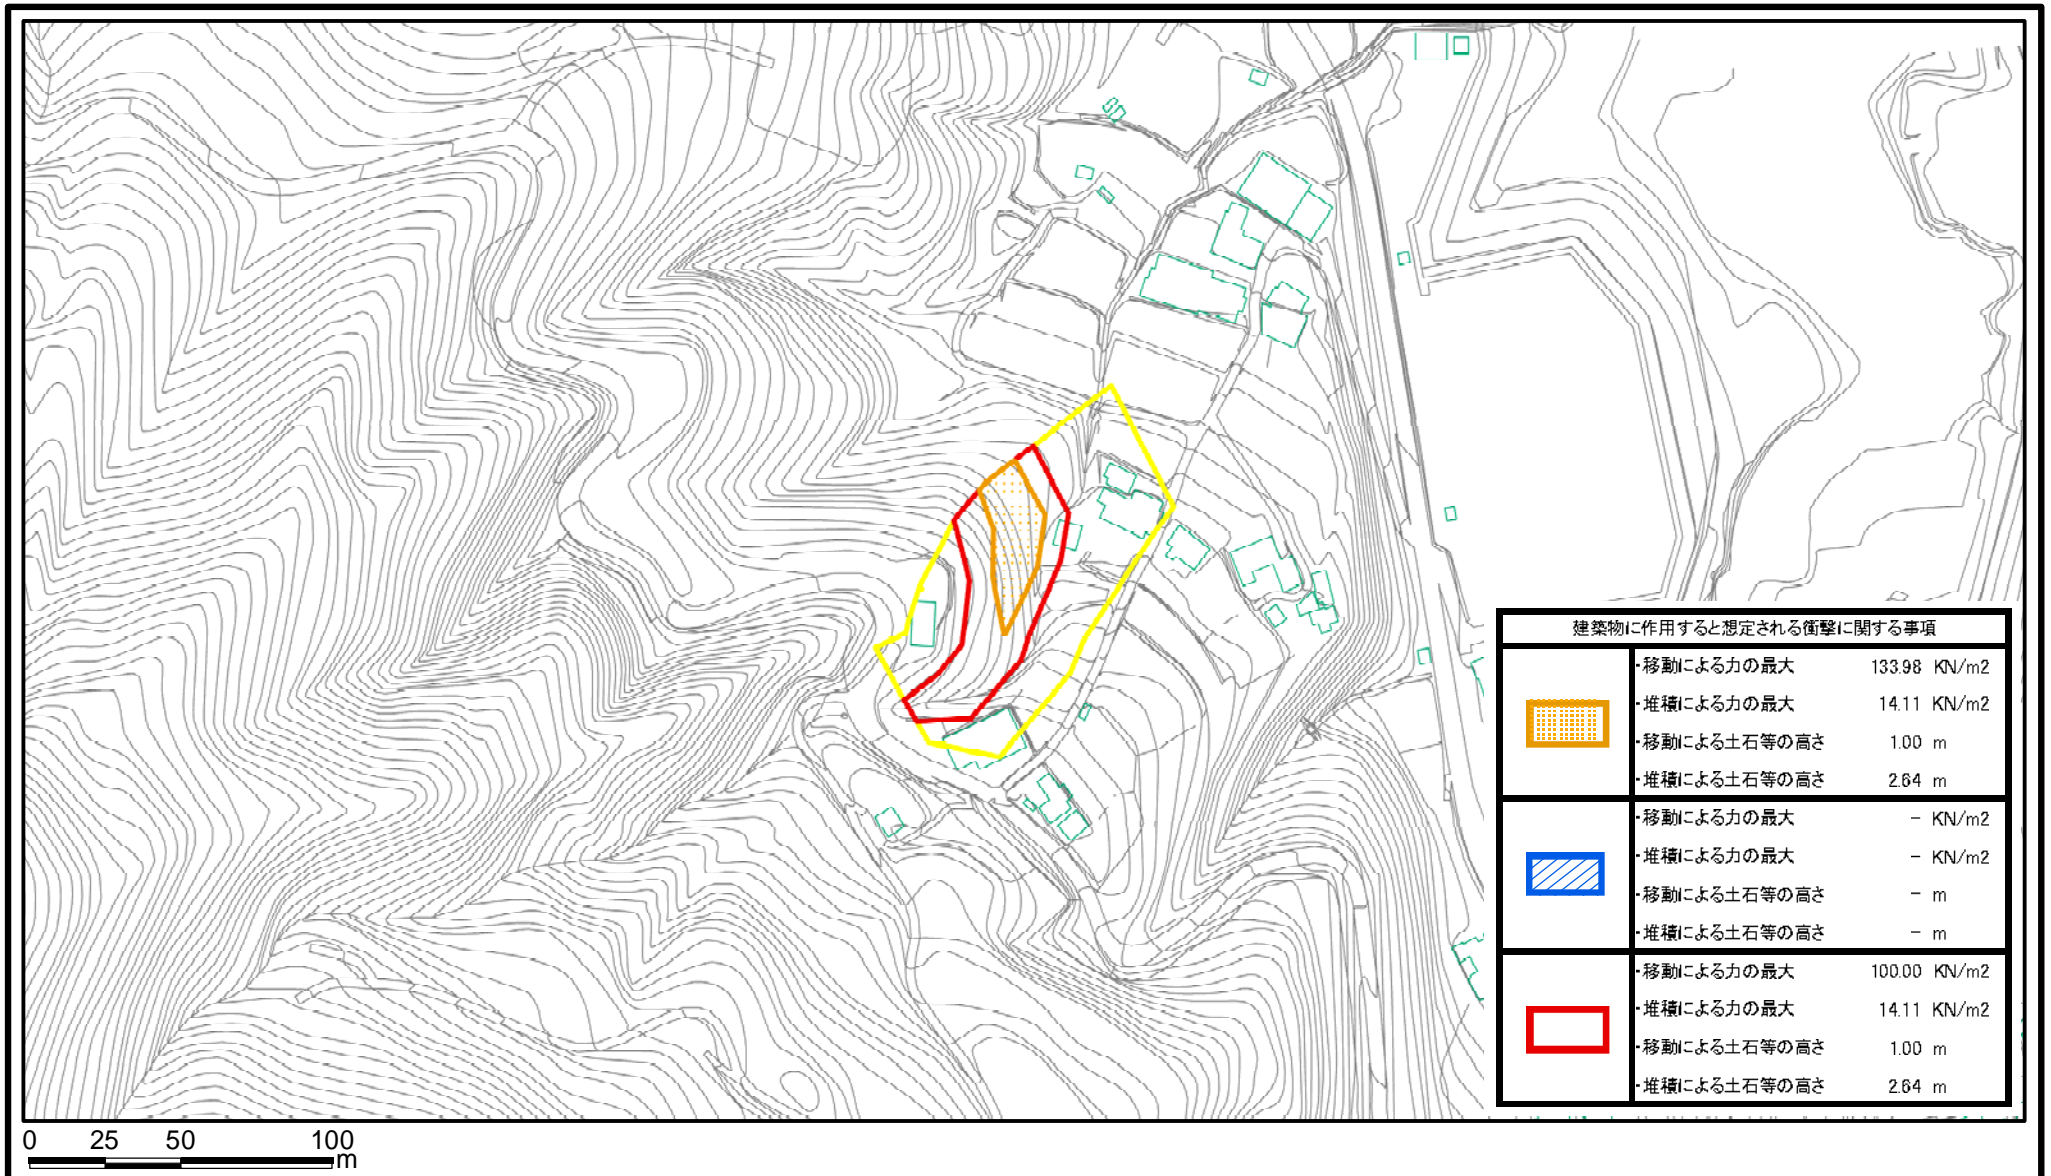 建築物に作用すると想定される衝撃に関する事項
・移動による力の最大 133.98 KN/m2
・堆積による力の最大 14.11 KN/m2
・移動による土石等の高さ 1.00 m
・堆積による土石等の高さ 2.64 m
・移動による力の最大 － KN/m2
・堆積による力の最大 － KN/m2
・移動による土石等の高さ － m
・堆積による土石等の高さ － m
・移動による力の最大 100.00 KN/m2
・堆積による力の最大 14.11 KN/m2
・移動による土石等の高さ 1.00 m
・堆積による土石等の高さ 2.64 m
0 25 50 100
m